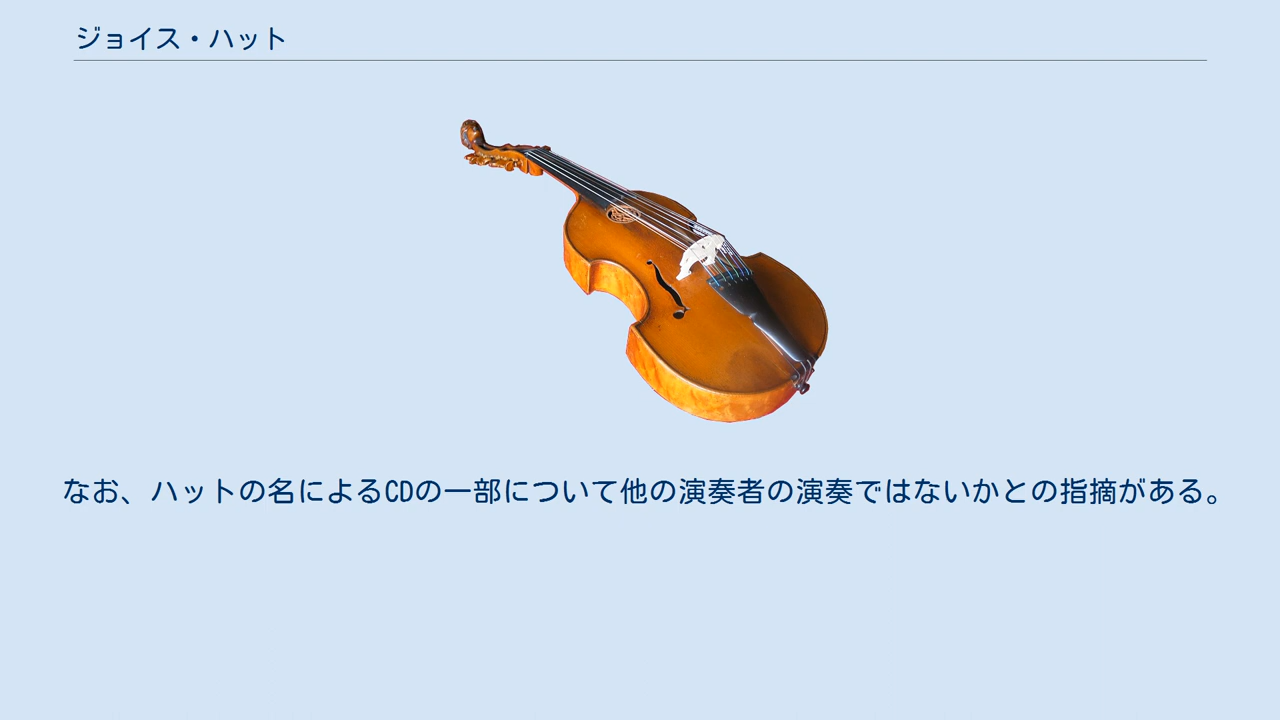 ジョイス・ハット
なお、ハットの名によるCDの一部について他の演奏者の演奏ではないかとの指摘がある。